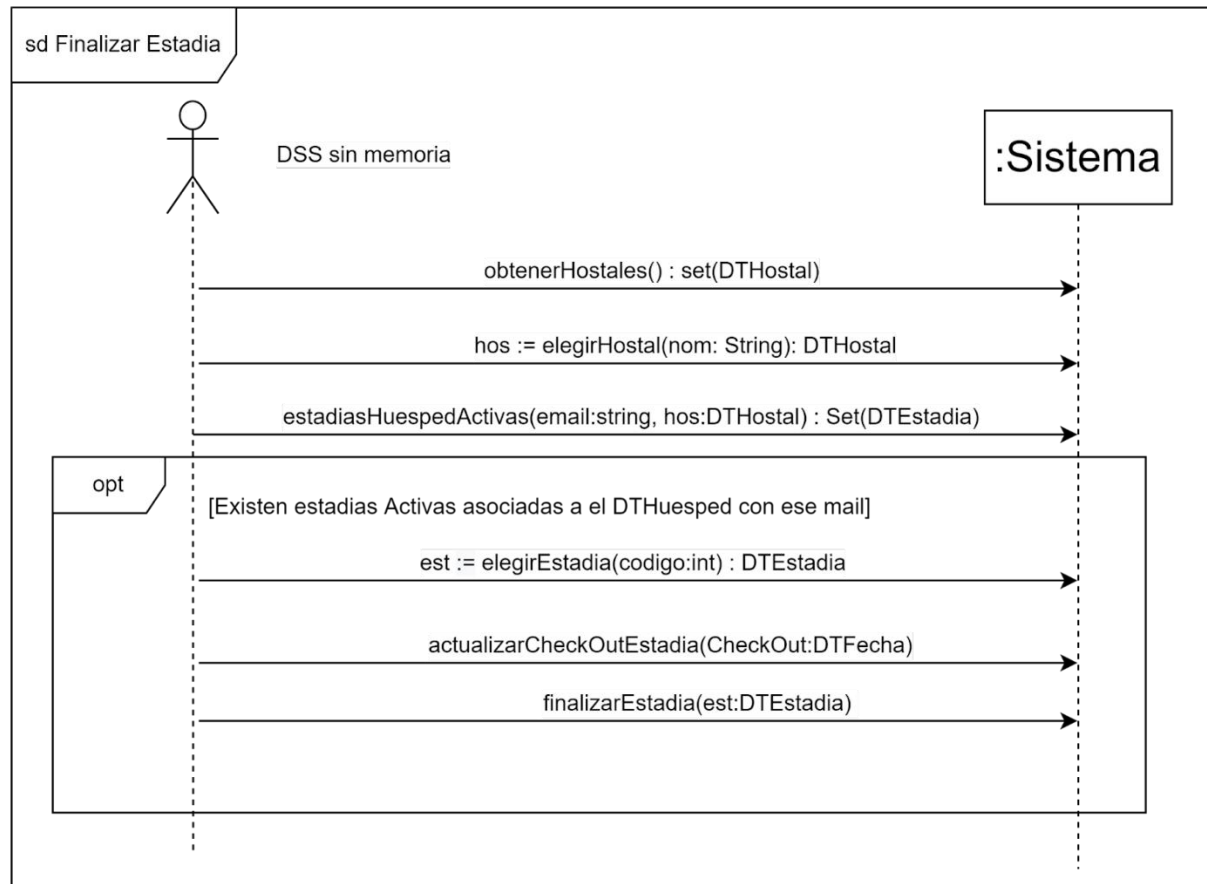 sd Finalizar Estadia
DSS sin memoria
:Sistema
obtenerHostales() : set(DTHostal)
hos := elegirHostal(nom: String): DTHostal
estadiasHuespedActivas(email:string, hos:DTHostal) : Set(DTEstadia)
opt
[Existen estadias Activas asociadas a el DTHuesped con ese mail]
est := elegirEstadia(codigo:int) : DTEstadia
actualizarCheckOutEstadia(CheckOut:DTFecha)
finalizarEstadia(est:DTEstadia)